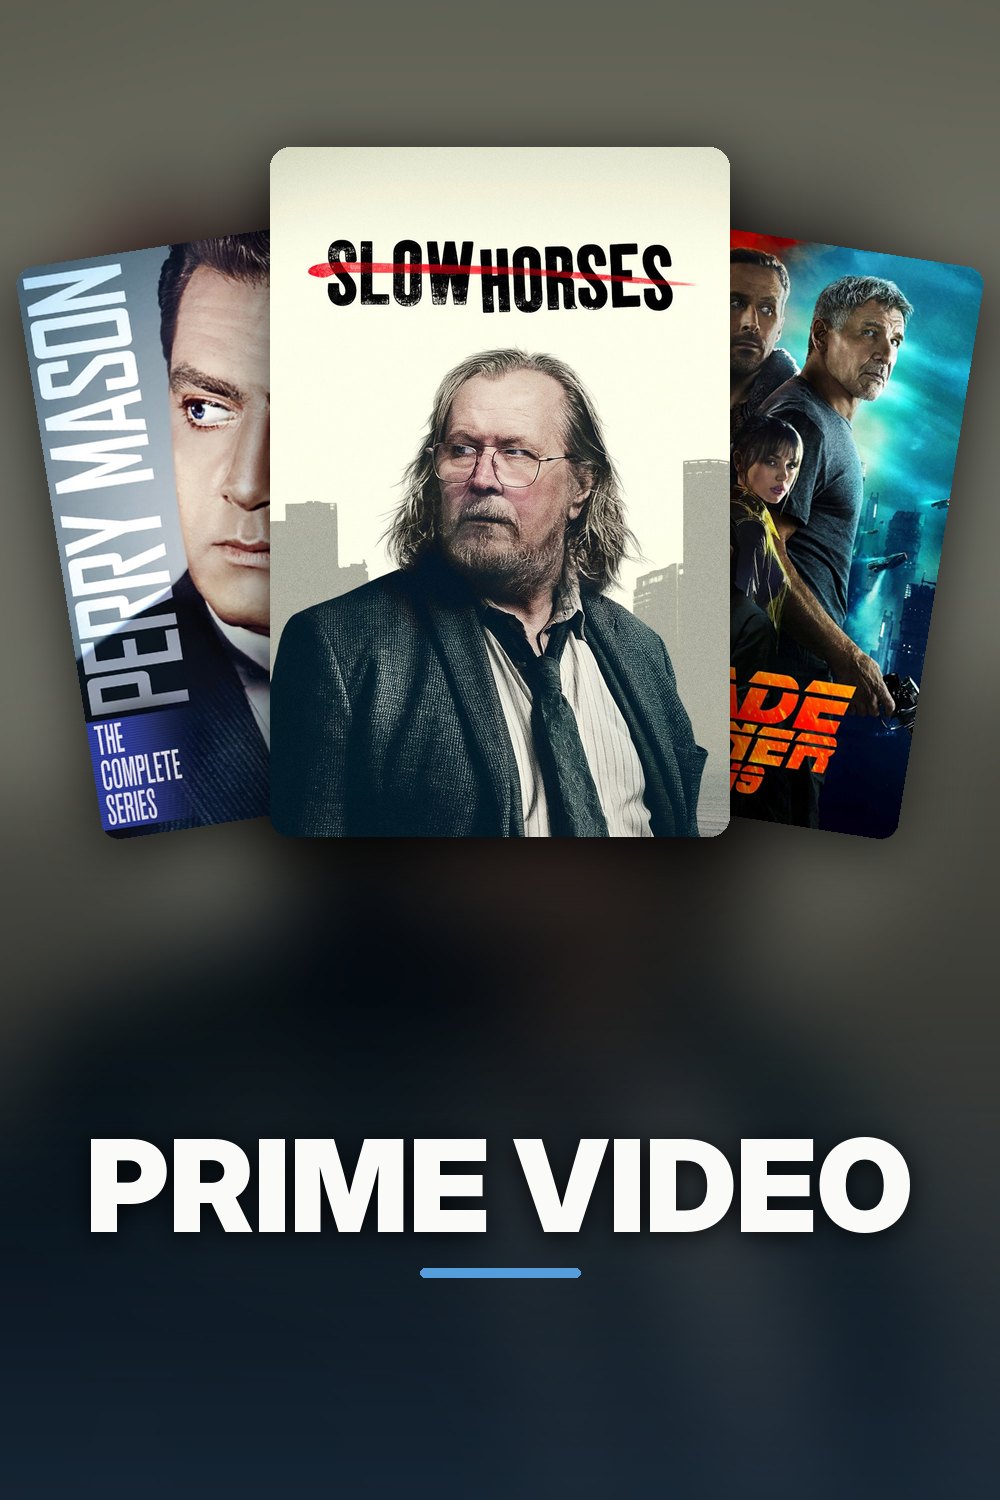 PERRY MASON
THE
COMPLETE
SERIES
SLOW HORSES
PRIME VIDEO